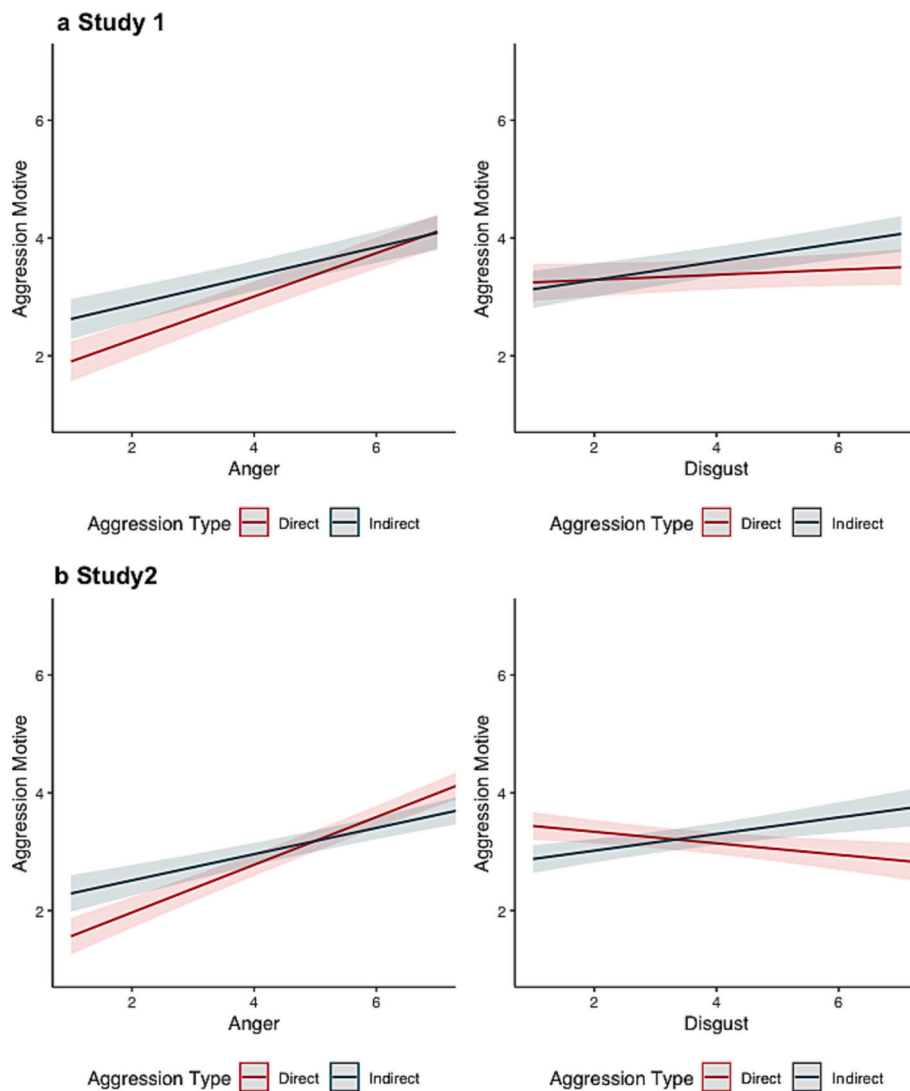 a Study 1
Aggression Motive
6
4
2
2 4 6
Anger
Aggression Type Direct Indirect
Aggression Motive
6
4
2
2 4 6
Disgust
Aggression Type Direct Indirect
b Study2
Aggression Motive
6
4
2
2 4 6
Anger
Aggression Type Direct Indirect
Aggression Motive
6
4
2
2 4 6
Disgust
Aggression Type Direct Indirect